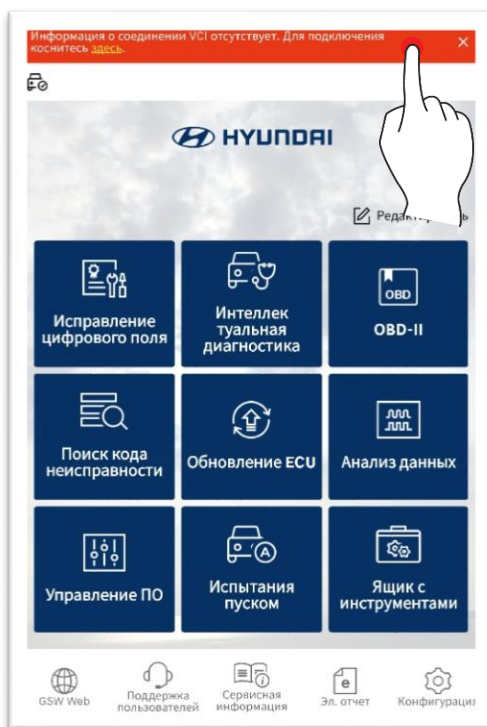 Информация о соединении VCI отсутствует. Для подключения
коснитесь здесь.
HYUNDAI
Исправление
цифрового поля
Интеллек
туальная
диагностика
OBD
OBD-II
Поиск кода
неисправности
Обновление ECU
Анализ данных
Управление ПО
A
Испытания
пуском
Ящик с
инструментами
GSW Web
Поддержка
пользователей
Сервисная
информация
e
Эл. отчет
Конфигурация